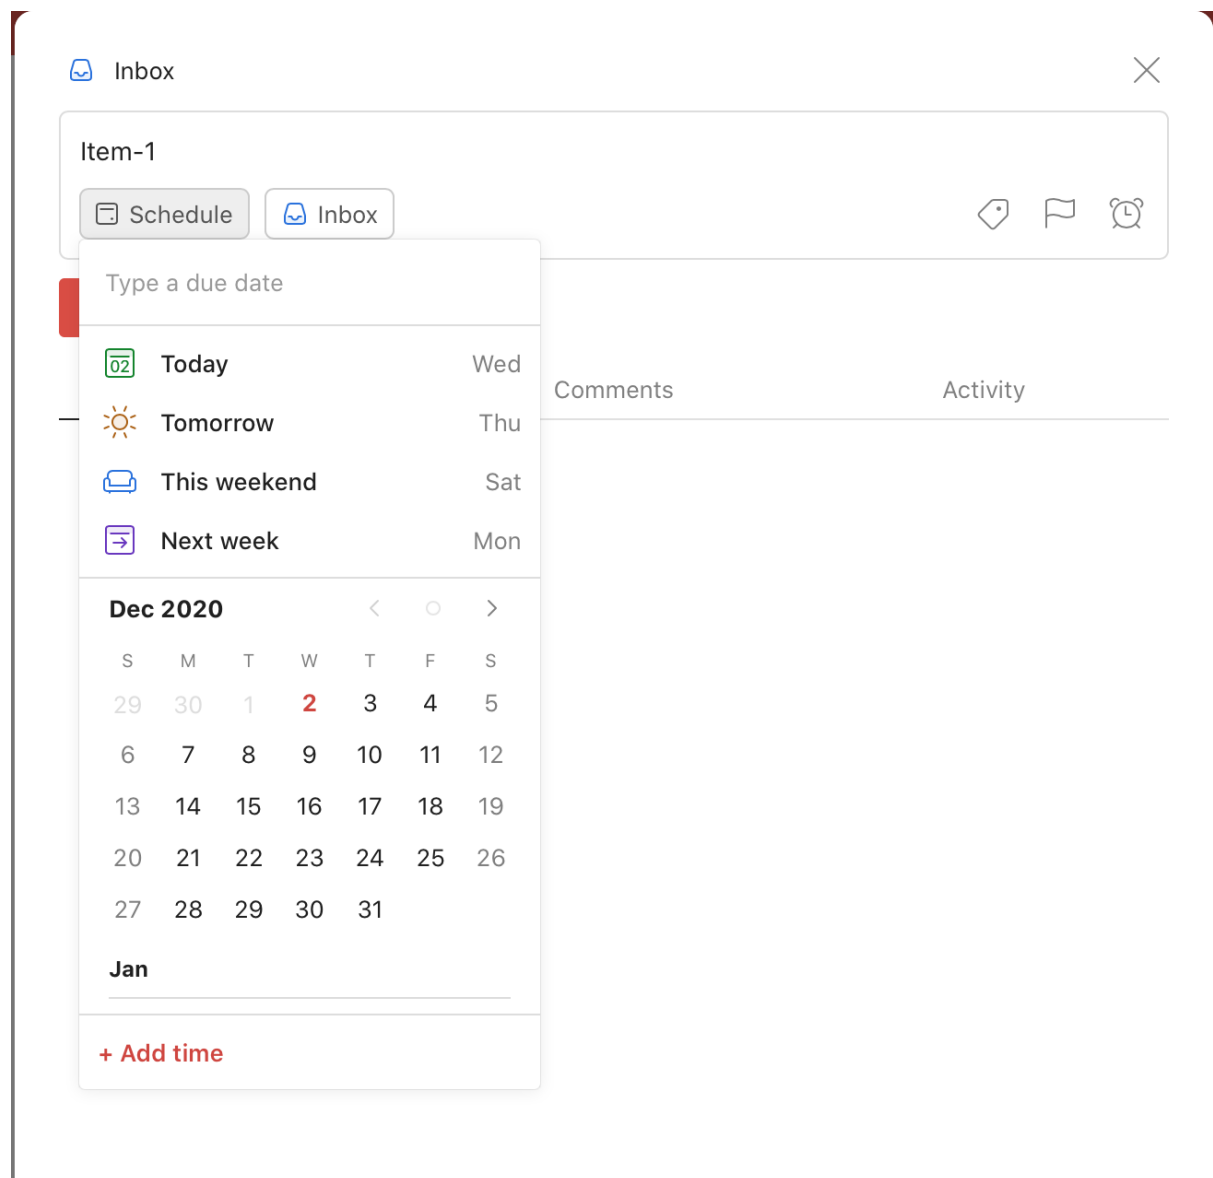 Inbox
Item-1
Schedule
Inbox
Type a due date
02 Today Wed
Tomorrow Thu
This weekend Sat
Next week Mon
Comments Activity
Dec 2020
S M T W T F S
29 30 1 2 3 4 5
6 7 8 9 10 11 12
13 14 15 16 17 18 19
20 21 22 23 24 25 26
27 28 29 30 31
Jan
+ Add time